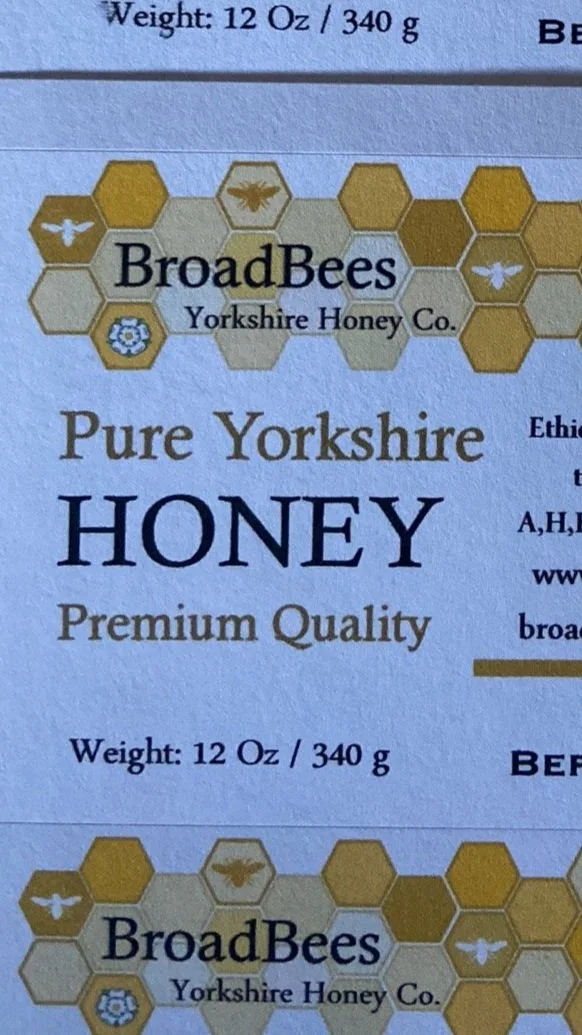 Weight: 12 Oz / 340 g
BroadBees
Yorkshire Honey Co.
Pure Yorkshire
HONEY
Premium Quality
A,H,
Weight: 12 Oz / 340 g
BroadBees
Yorkshire Honey Co.